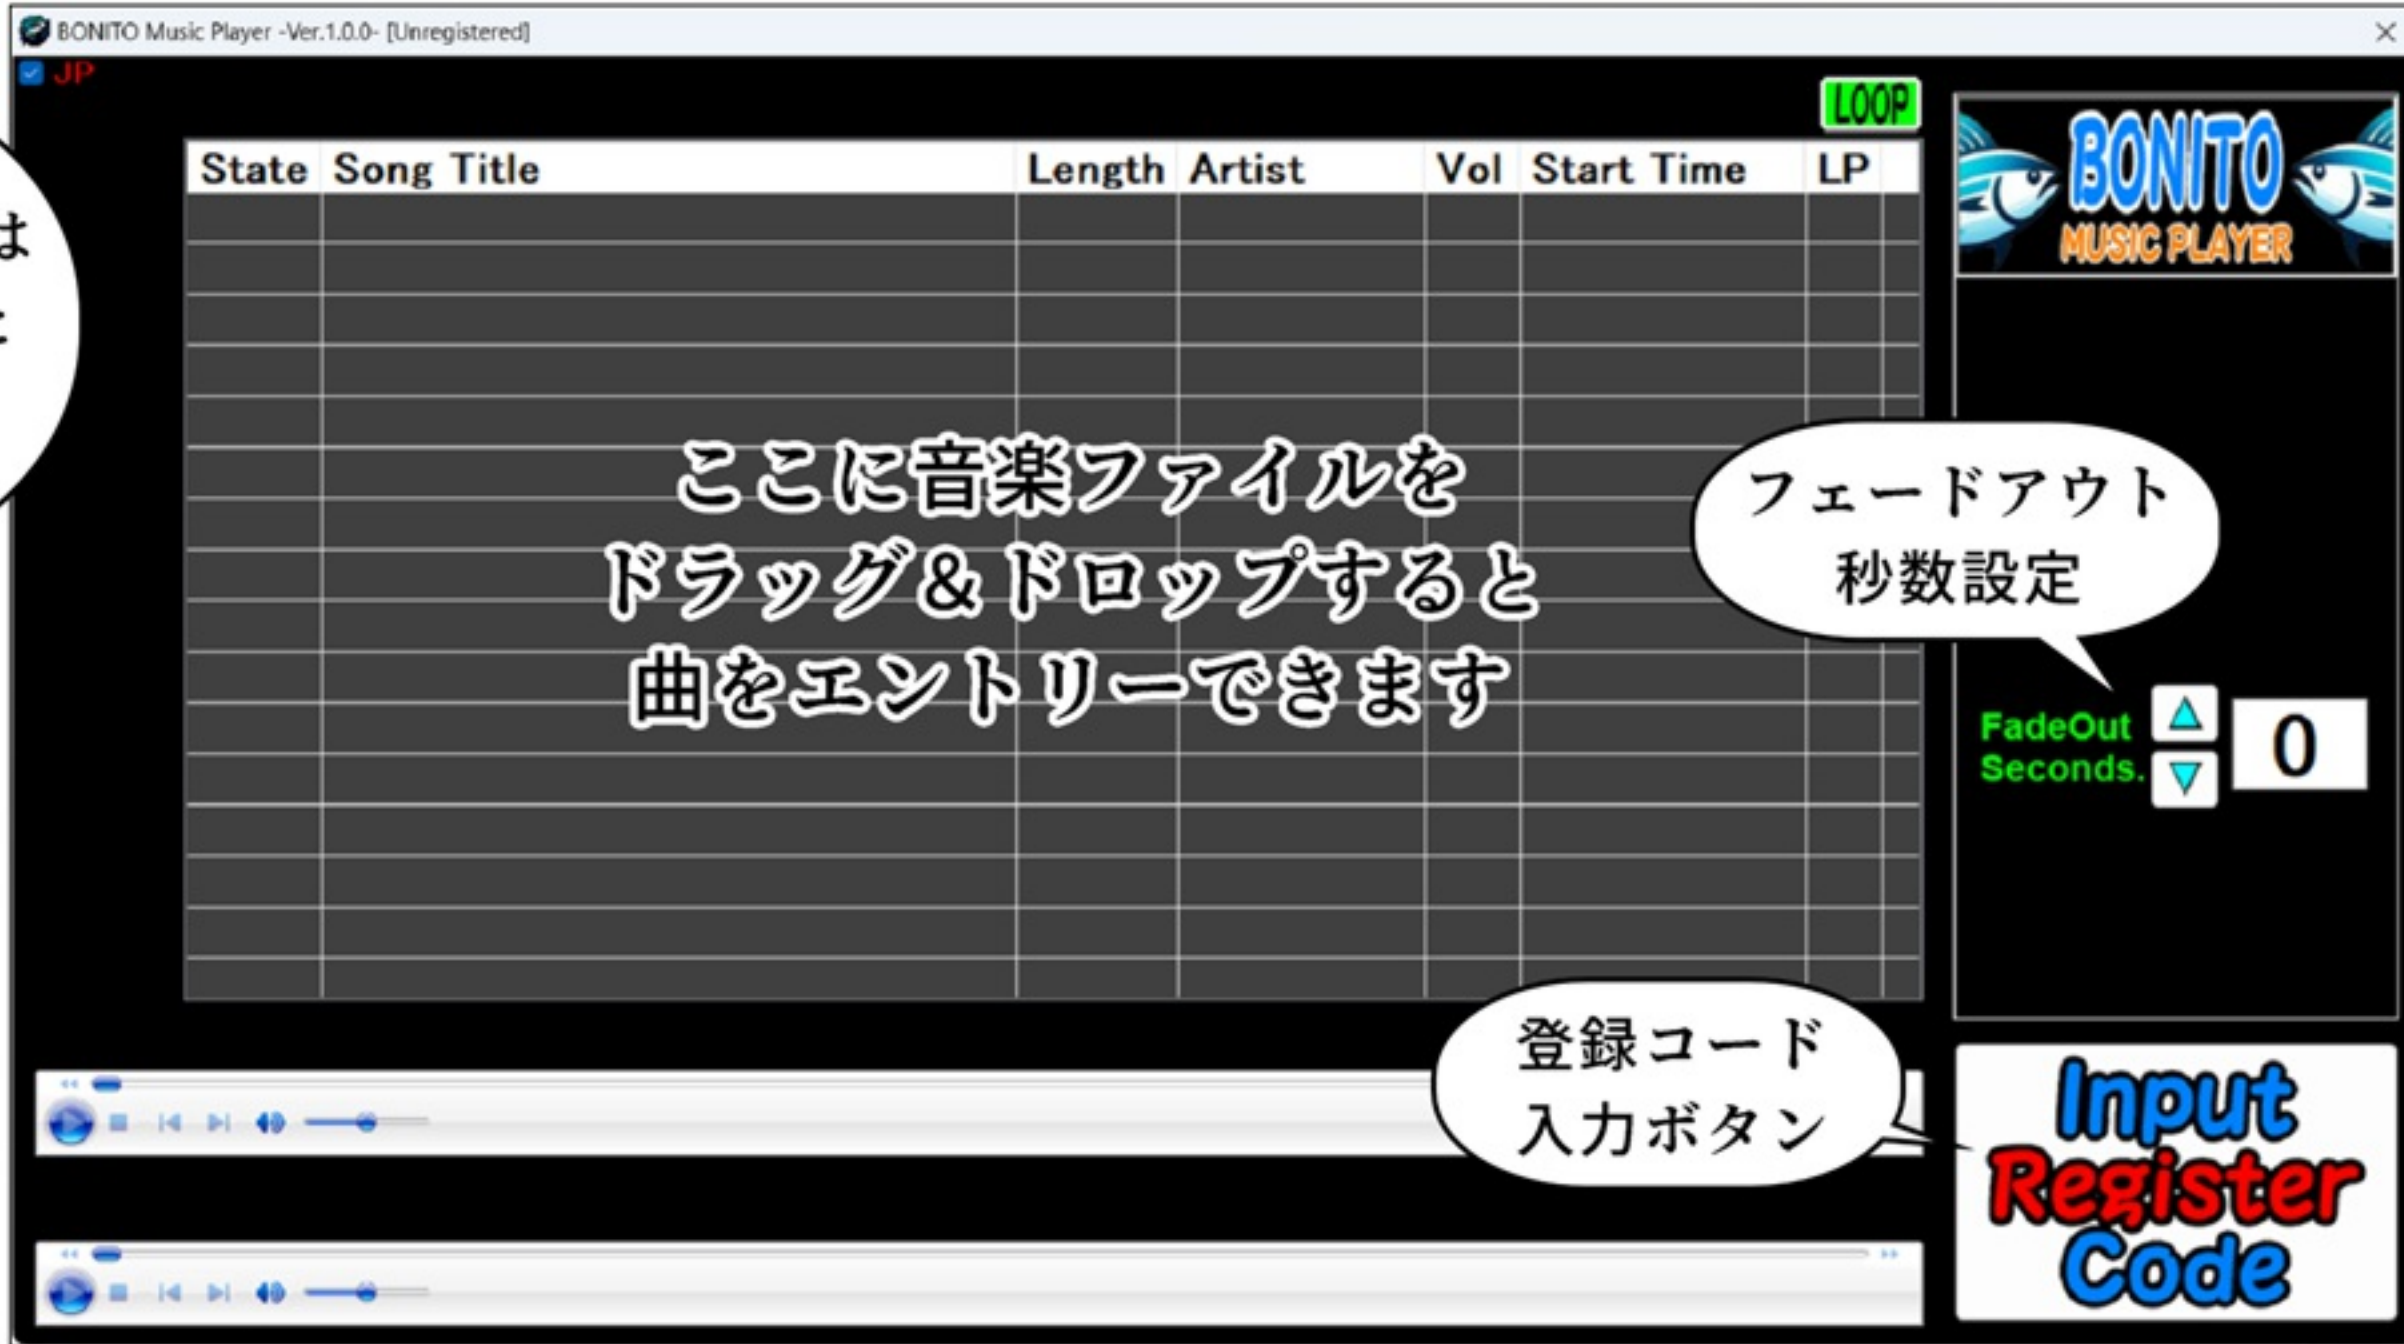 BONITO Music Player -Ver.1.0.0- [Unregistered]
JP
LOOP
State Song Title Length Artist Vol Start Time LP
BONITO
MUSIC PLAYER
は
ここに音楽ファイルを
ドラッグ&ドロップすると
曲をエントリーできます
フェードアウト
秒数設定
FadeOut
Seconds.
0
登録コード
入力ボタン
Input
Register
Code